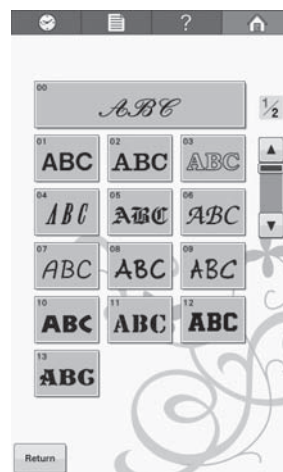 ?
00
ABC
1/2
01 02 03
ABC ABC ABC
04 05 06
ABC ABC ABC
07 08 09
ABC ABC ABC
10 11 12
ABC ABC ABC
13
ABC
Return